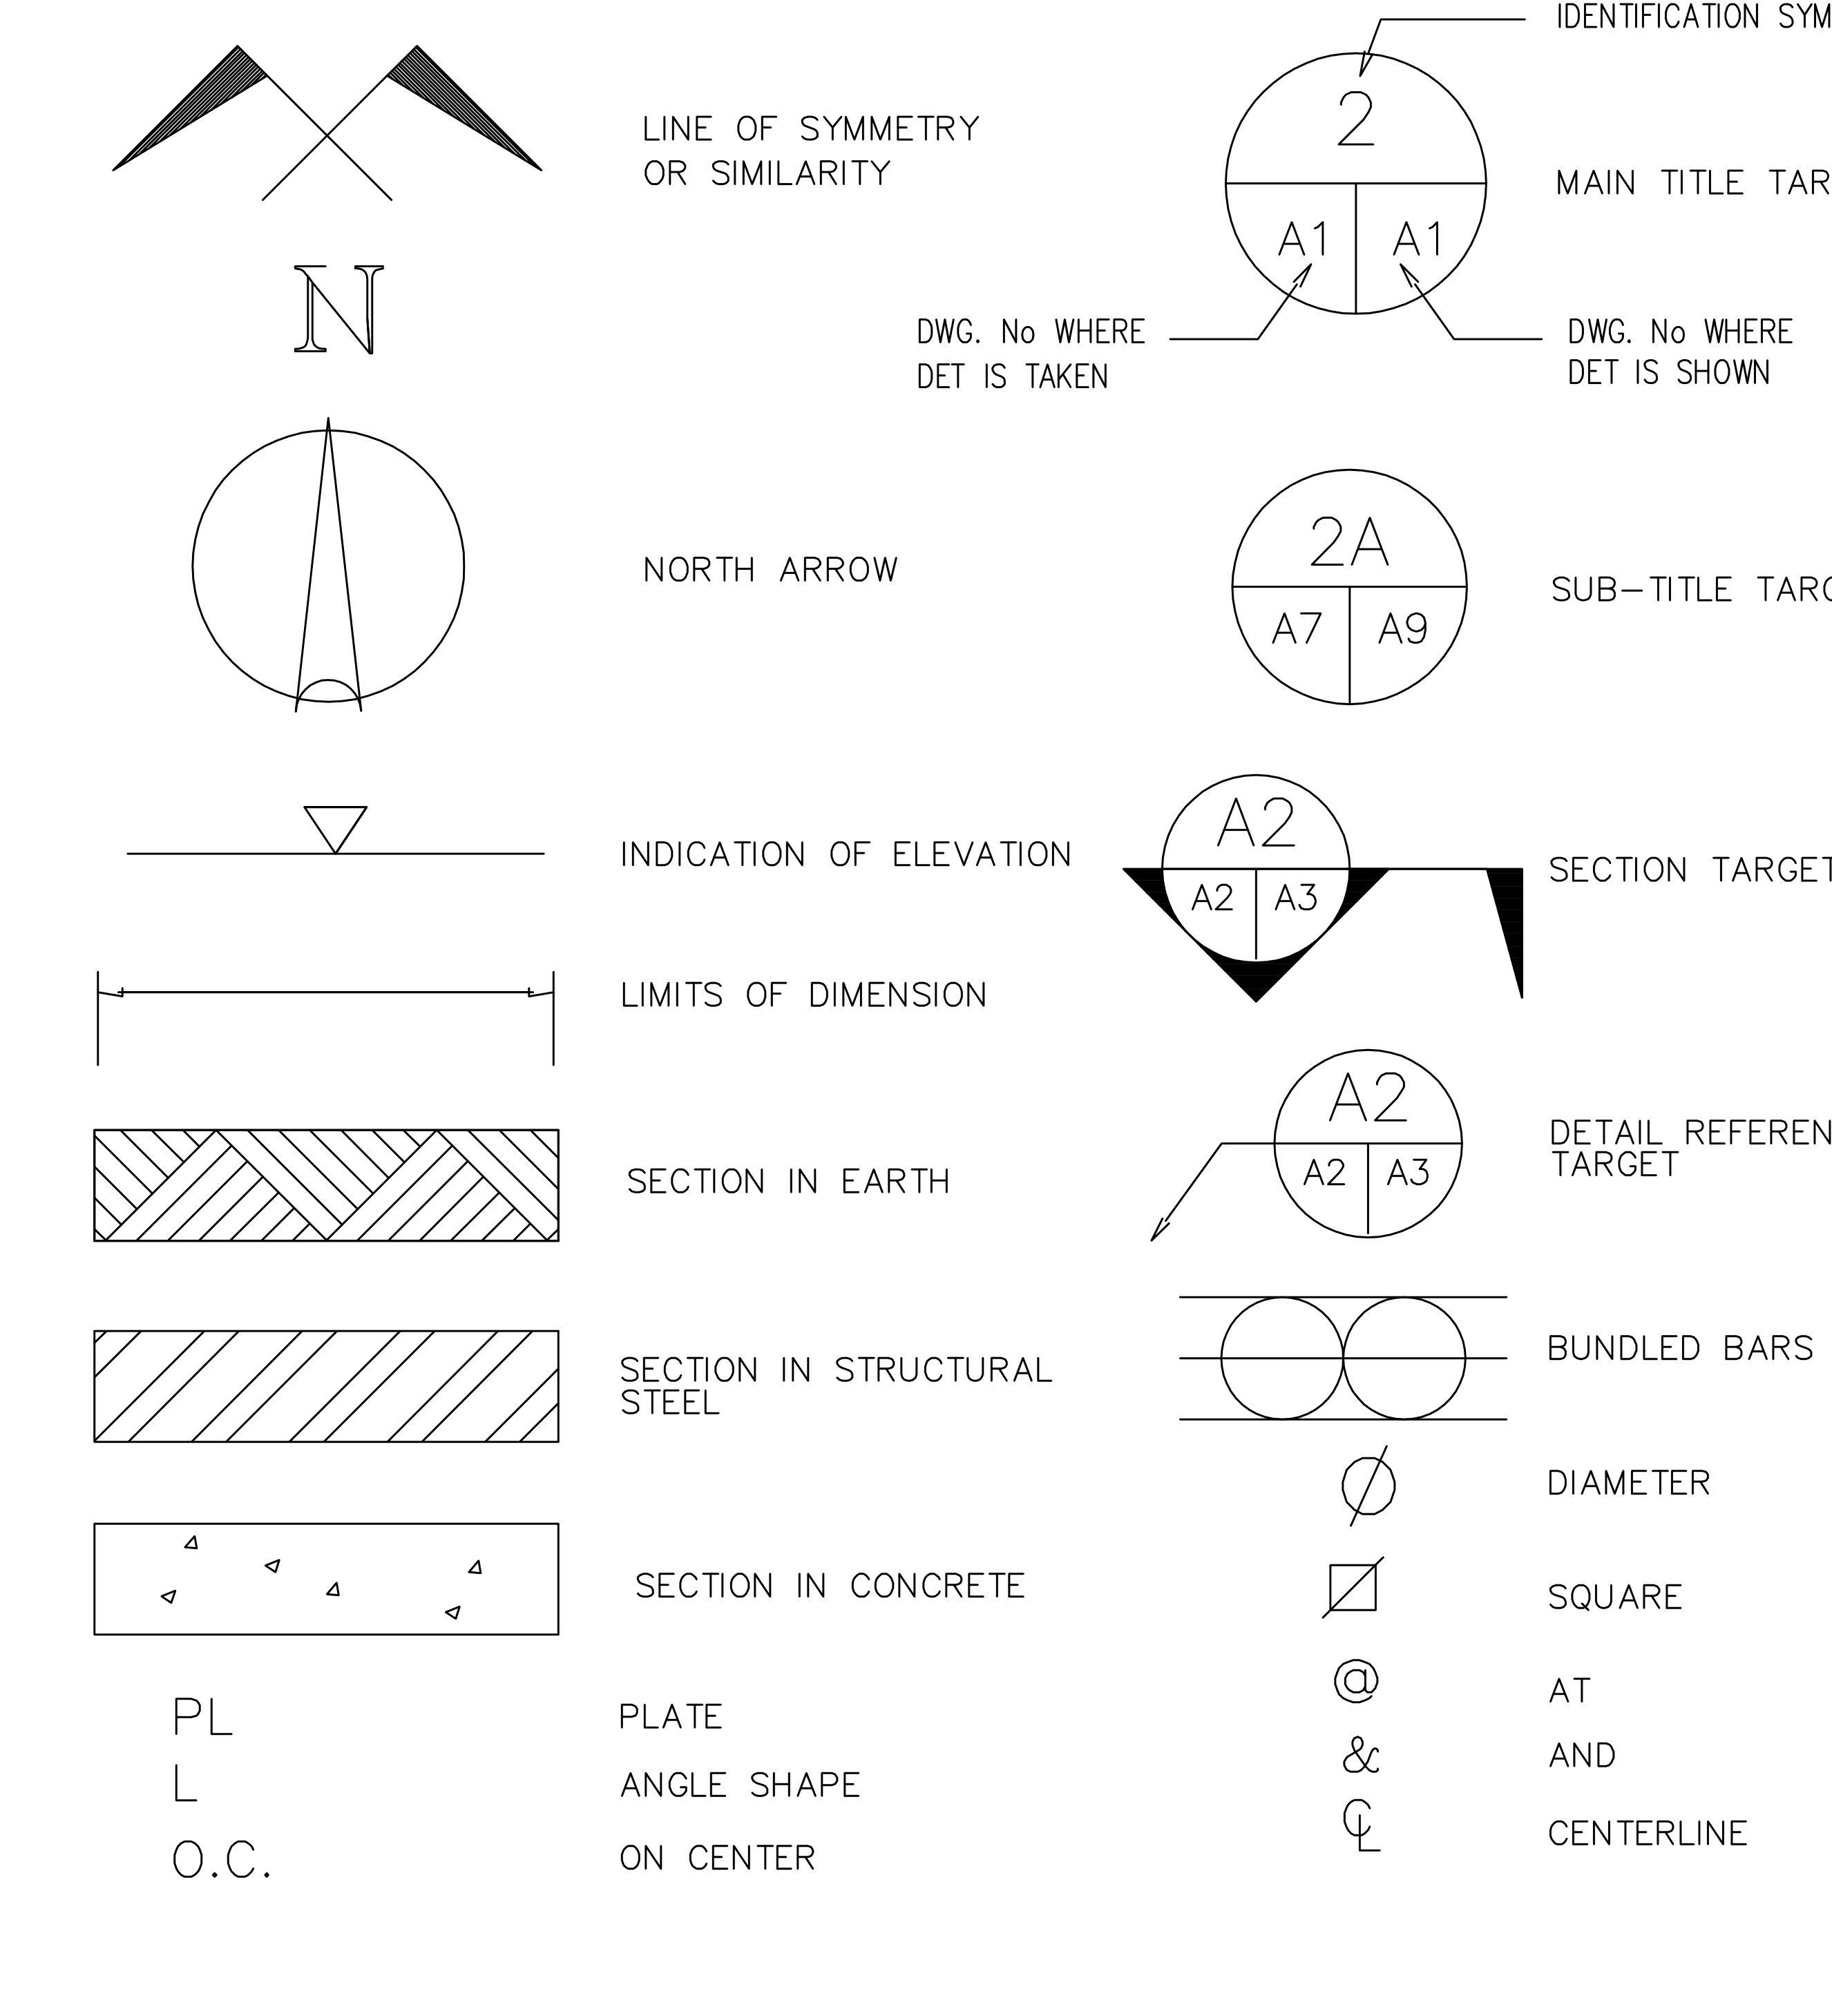 LINE OF SYMMETRY
OR SIMILARITY
N
NORTH ARROW
INDICATION OF ELEVATION
LIMITS OF DIMENSION
SECTION IN EARTH
SECTION IN STRUCTURAL
STEEL
SECTION IN CONCRETE
PL PLATE
L ANGLE SHAPE
O.C. ON CENTER
IDENTIFICATION SYM
2
MAIN TITLE TAR
A1 A1
DWG. No WHERE
DET IS TAKEN
DWG. No WHERE
DET IS SHOWN
2A
SUB-TITLE TARG
A7 A9
A2
SECTION TARGET
A2 A3
A2
DETAIL REFEREN
TARGET
A2 A3
BUNDLED BARS
DIAMETER
SQUARE
@ AT
& AND
℄ CENTERLINE